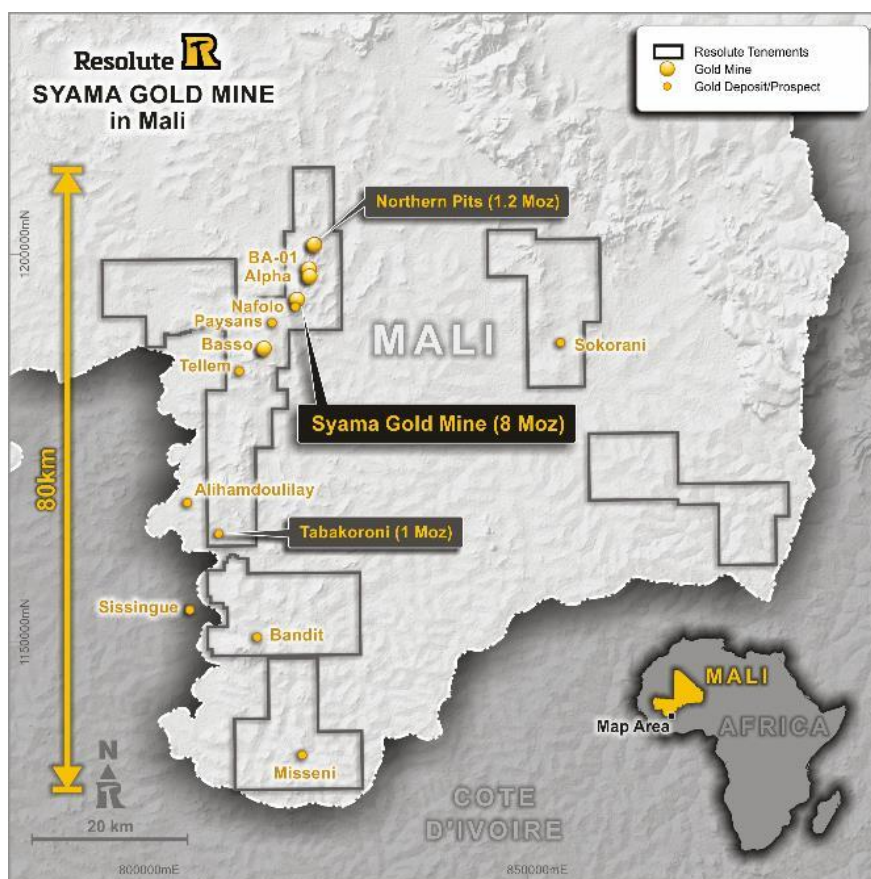 Resolute
SYAMA GOLD MINE
in Mali
Resolute Tenements
Gold Mine
Gold Deposit/Prospect
Northern Pits (1.2 Moz)
1200000mN
BA-01
Alpha
Nafolo
Paysans
MALI
Basso
Sokorani
Tellem
Syama Gold Mine (8 Moz)
80km
Alihamdoulilay
Tabakoroni (1 Moz)
Sissingue
1150000mN
Bandit
MALI
Map Area
AFRICA
N
Misseni
COTE
D'IVOIRE
20 km
800000mE
850000mE